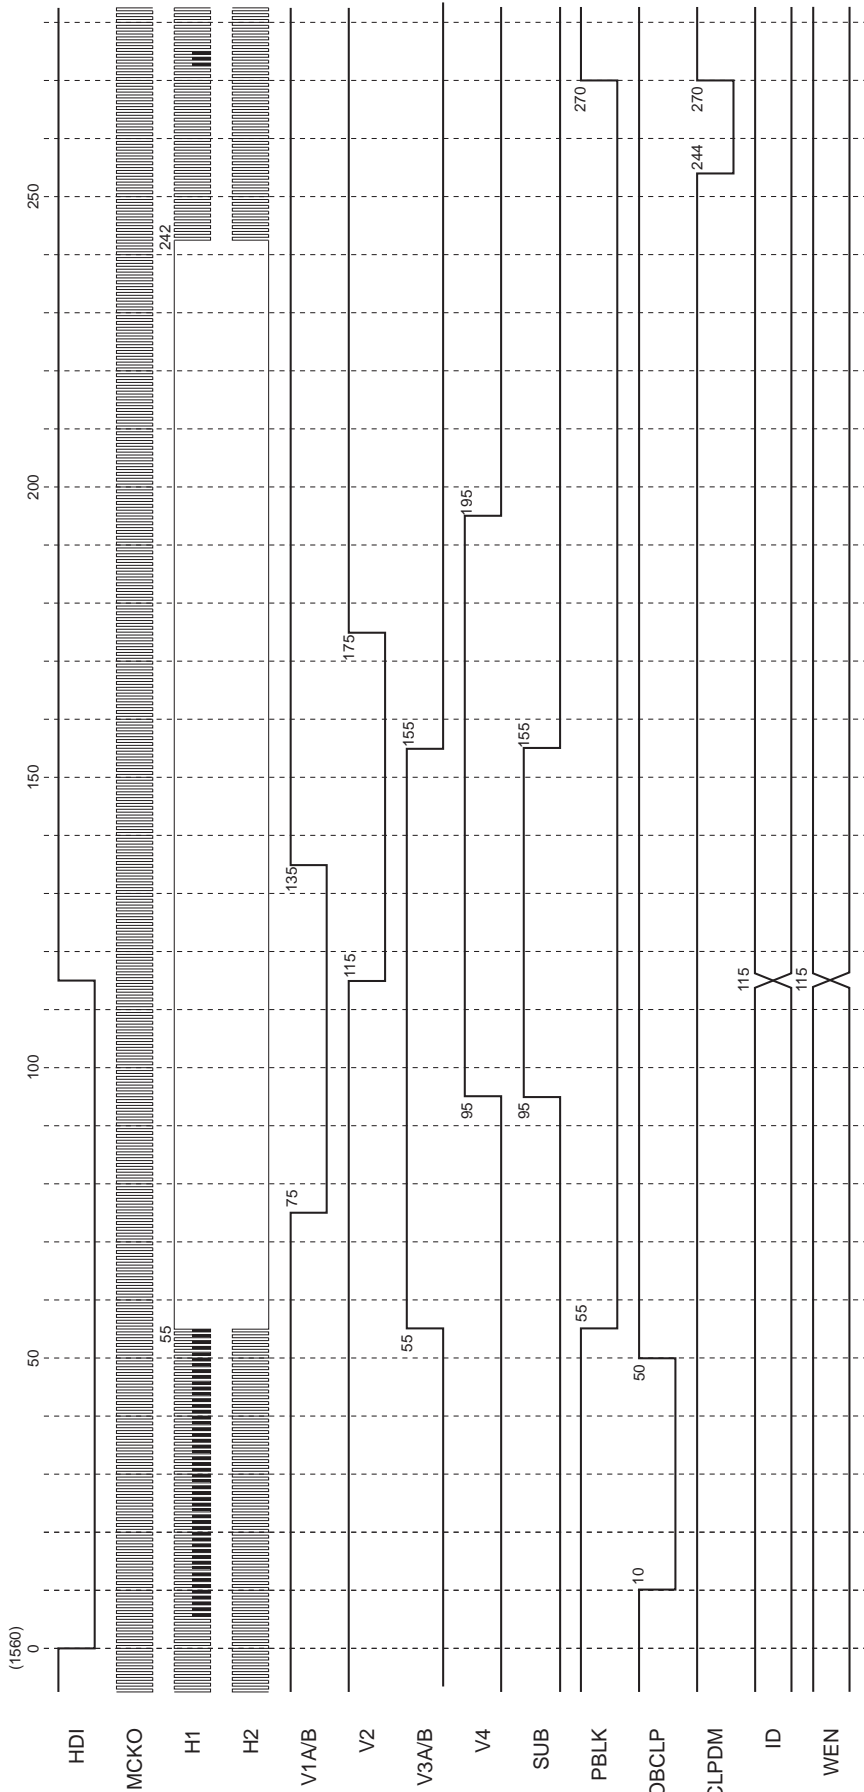 (1560)
0 50 100 150 200 250
HDI
MCKO
H1 55 242
H2
V1A/B 75 135
V2 115 175
V3A/B 55 155
V4 95 195
SUB 95 155
PBLK 55 270
OBCLP 10 50
CLPDM 244 270
ID 115
WEN 115